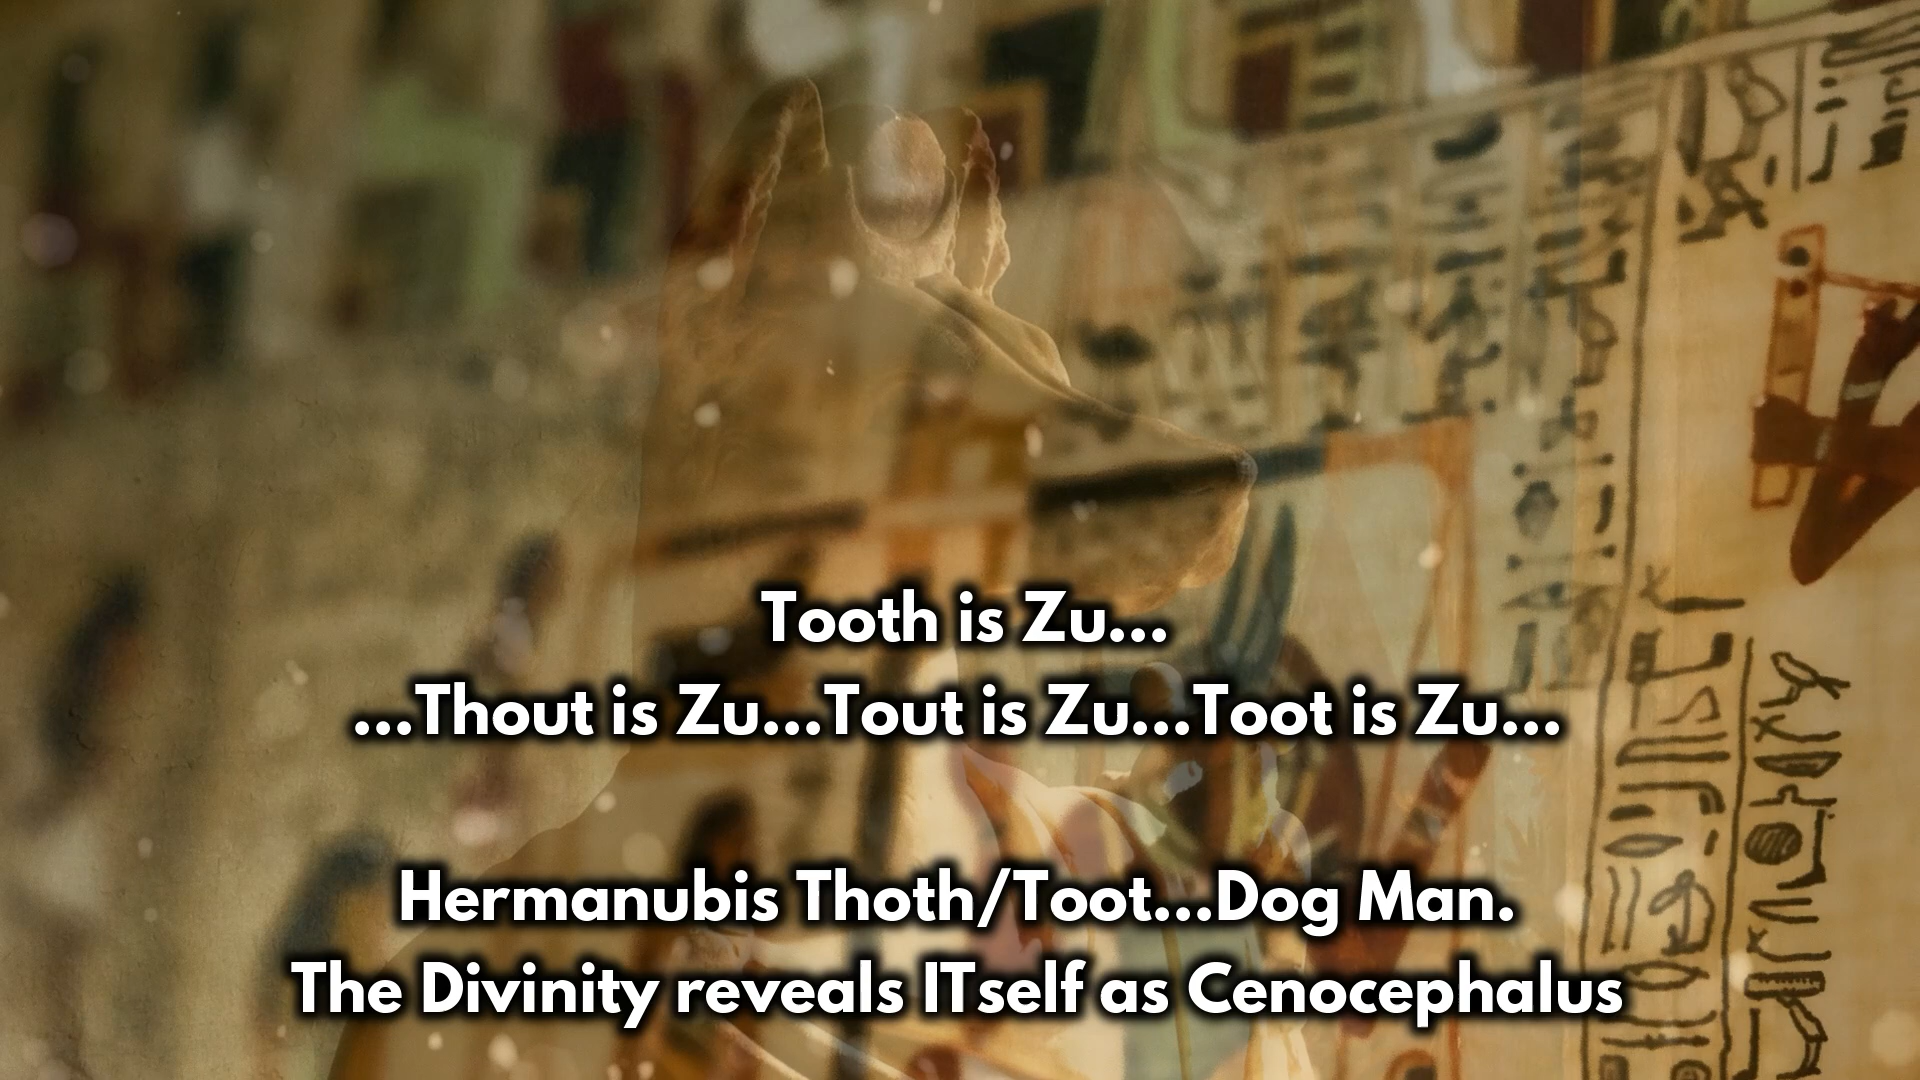 Tooth is Zu...
...Thout is Zu...Tout is Zu...Toot is Zu...
Hermanubis Thoth/Toot...Dog Man.
The Divinity reveals ITself as Cenocephalus